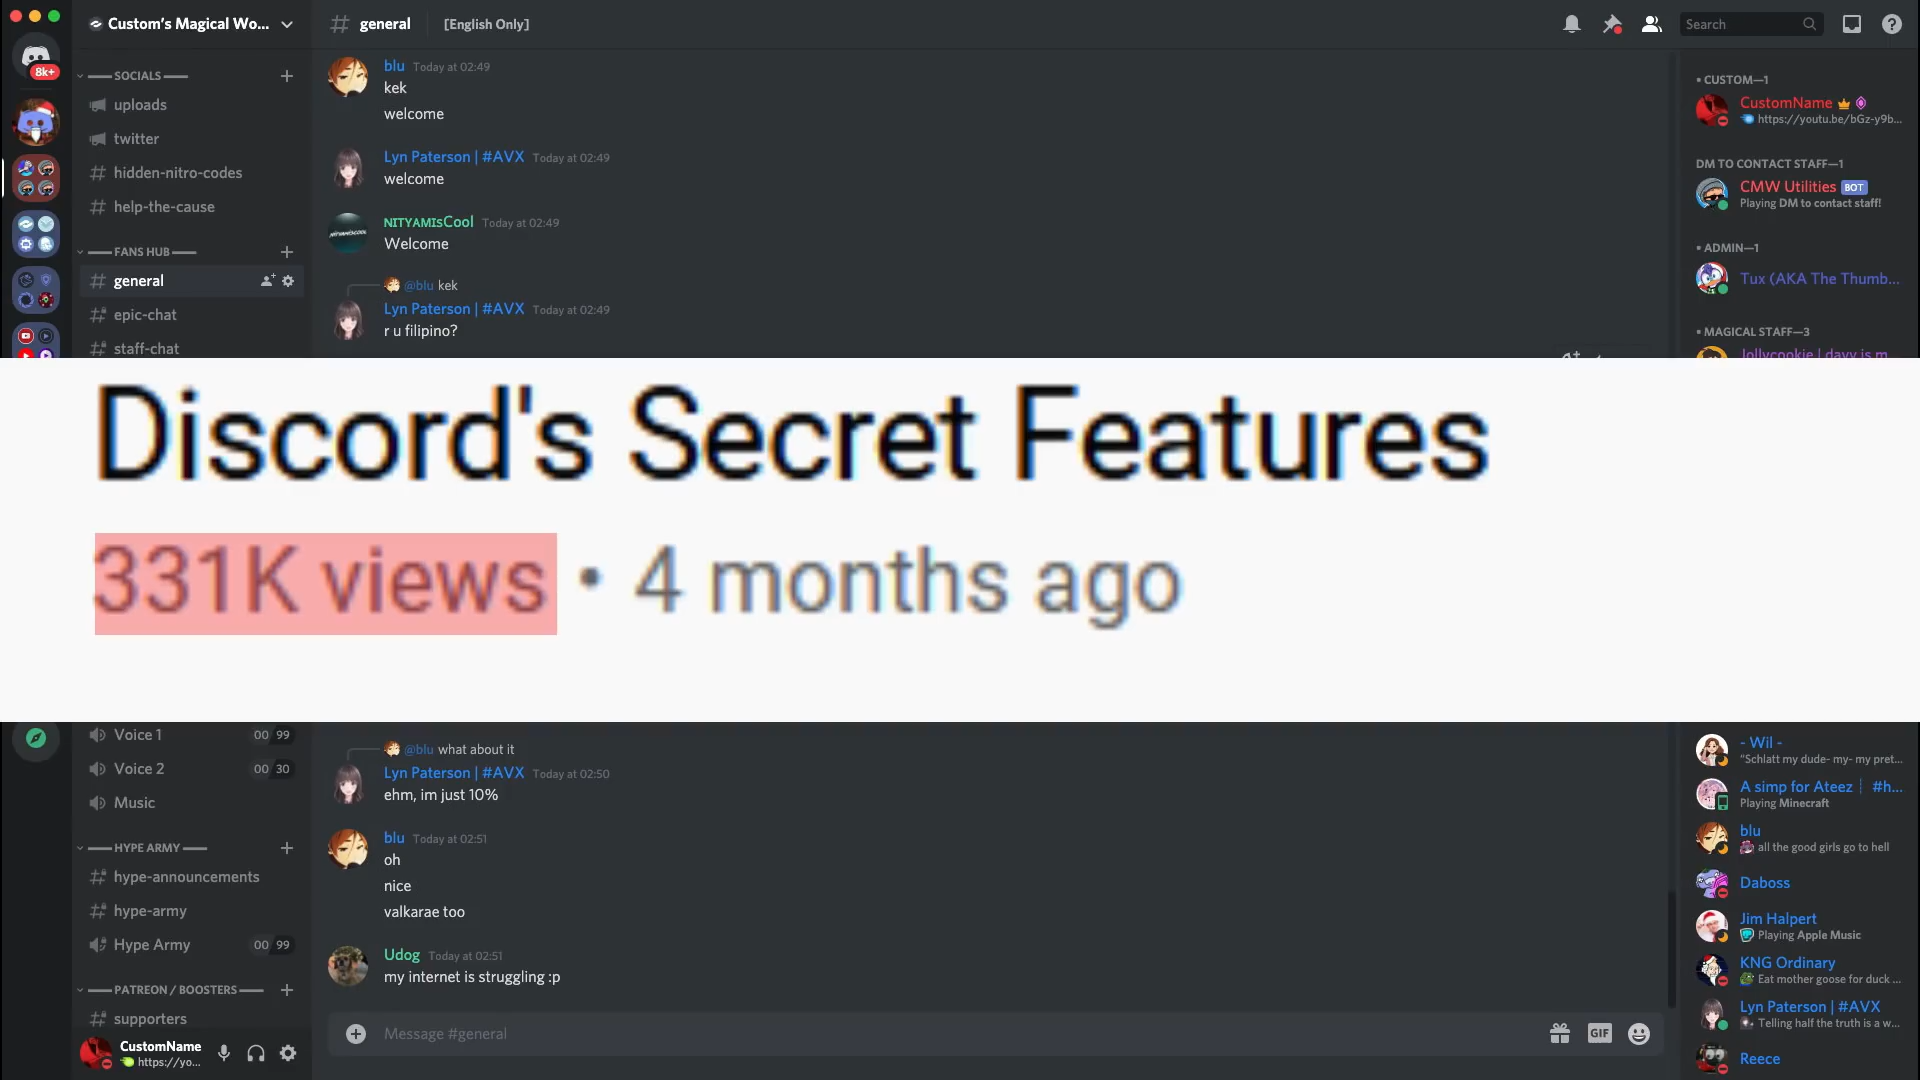 Custom's Magical Wo...
general
[English Only]
Search
8k+
SOCIALS
uploads
twitter
hidden-nitro-codes
help-the-cause
FANS HUB
general
epic-chat
staff-chat
blu Today at 02:49
kek
welcome
Lyn Paterson | #AVX Today at 02:49
welcome
NITYAMIsCool Today at 02:49
Welcome
@blu kek
Lyn Paterson | #AVX Today at 02:49
r u filipino?
CUSTOM—1
CustomName
https://youtu.be/bGz-y9b...
DM TO CONTACT STAFF—1
CMW Utilities BOT
Playing DM to contact staff!
ADMIN—1
Tux (AKA The Thumb...
MAGICAL STAFF—3
Jollycookie | davy is m
Discord's Secret Features
331K views • 4 months ago
Voice 1 00 99
Voice 2 00 30
Music
HYPE ARMY
hype-announcements
hype-army
Hype Army 00 99
PATREON / BOOSTERS
supporters
CustomName
https://yo...
@blu what about it
Lyn Paterson | #AVX Today at 02:50
ehm, im just 10%
blu Today at 02:51
oh
nice
valkarae too
Udog Today at 02:51
my internet is struggling :p
Message #general
GIF
- Wil -
"Schlatt my dude- my- my pret...
A simp for Ateez | #h...
Playing Minecraft
blu
all the good girls go to hell
Daboss
Jim Halpert
Playing Apple Music
KNG Ordinary
Eat mother goose for duck ...
Lyn Paterson | #AVX
Telling half the truth is a w...
Reece